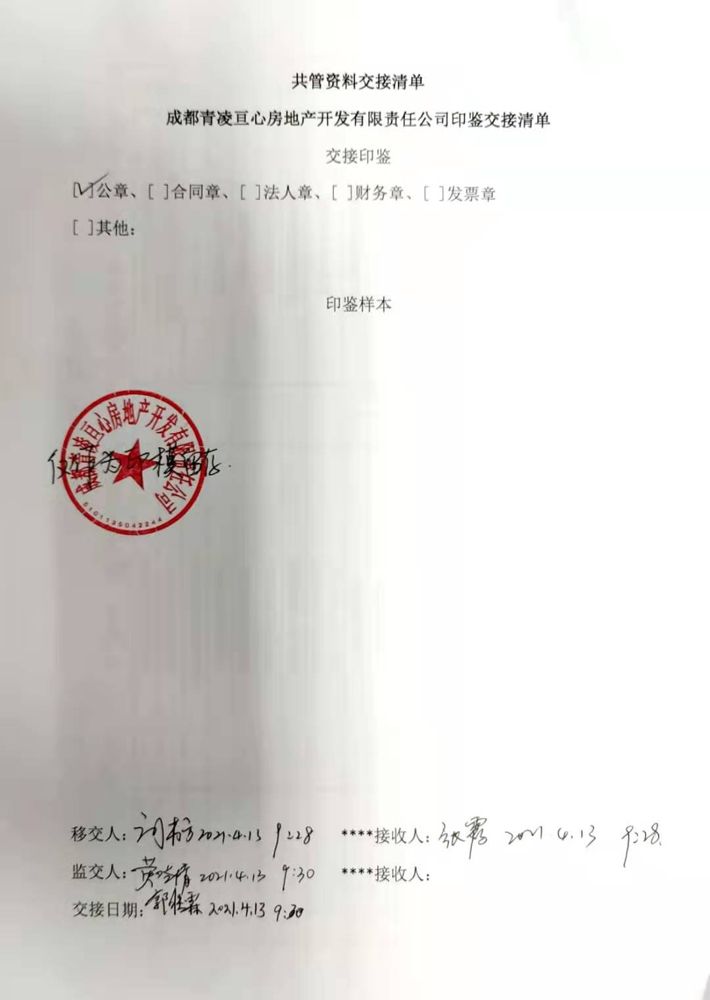 共管资料交接清单
成都青凌亘心房地产开发有限责任公司印鉴交接清单
交接印鉴
[✓]公章、[ ]合同章、[ ]法人章、[ ]财务章、[ ]发票章
[ ]其他:
印鉴样本
成都青凌亘心房地产开发有限责任公司
仅作为印模留存.
5101135042244
移交人: 2021.4.13 9:28 ****接收人: 张霞 2021.4.13 9:28.
监交人: 2021.4.13 9:30 ****接收人:
交接日期: 2021.4.13 9:30